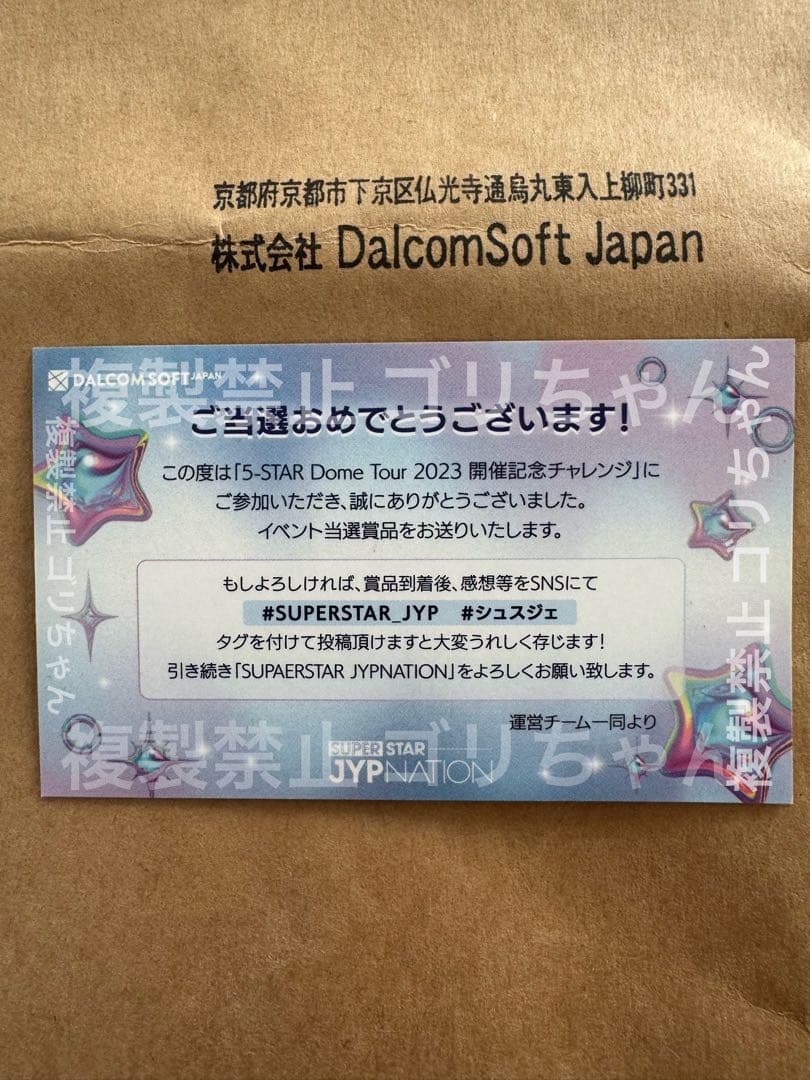 京都府京都市下京区仏光寺通烏丸東入上柳町331
株式会社 DalcomSoft Japan
DALCOM SOFT JAPAN
複製禁止 ゴリちゃん
ご当選おめでとうございます!
この度は「5-STAR Dome Tour 2023 開催記念チャレンジ」に
ご参加いただき、誠にありがとうございました。
イベント当選賞品をお送りいたします。
複製禁止 ゴリちゃん
複製禁止 ゴリちゃん
もしよろしければ、賞品到着後、感想等をSNSにて
#SUPERSTAR_JYP #シュスジェ
タグを付けて投稿頂けますと大変うれしく存じます!
引き続き「SUPAERSTAR JYPNATION」をよろしくお願い致します。
運営チーム一同より
複製禁止 ゴリちゃん
SUPER STAR
JYPNATION